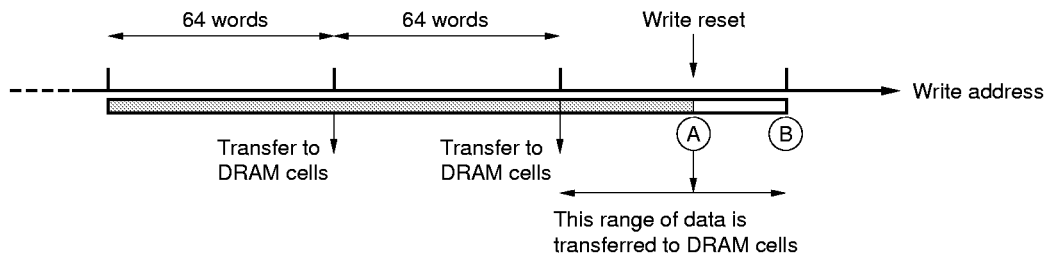 64 words
64 words
Write reset
Write address
A
B
Transfer to
DRAM cells
Transfer to
DRAM cells
This range of data is
transferred to DRAM cells